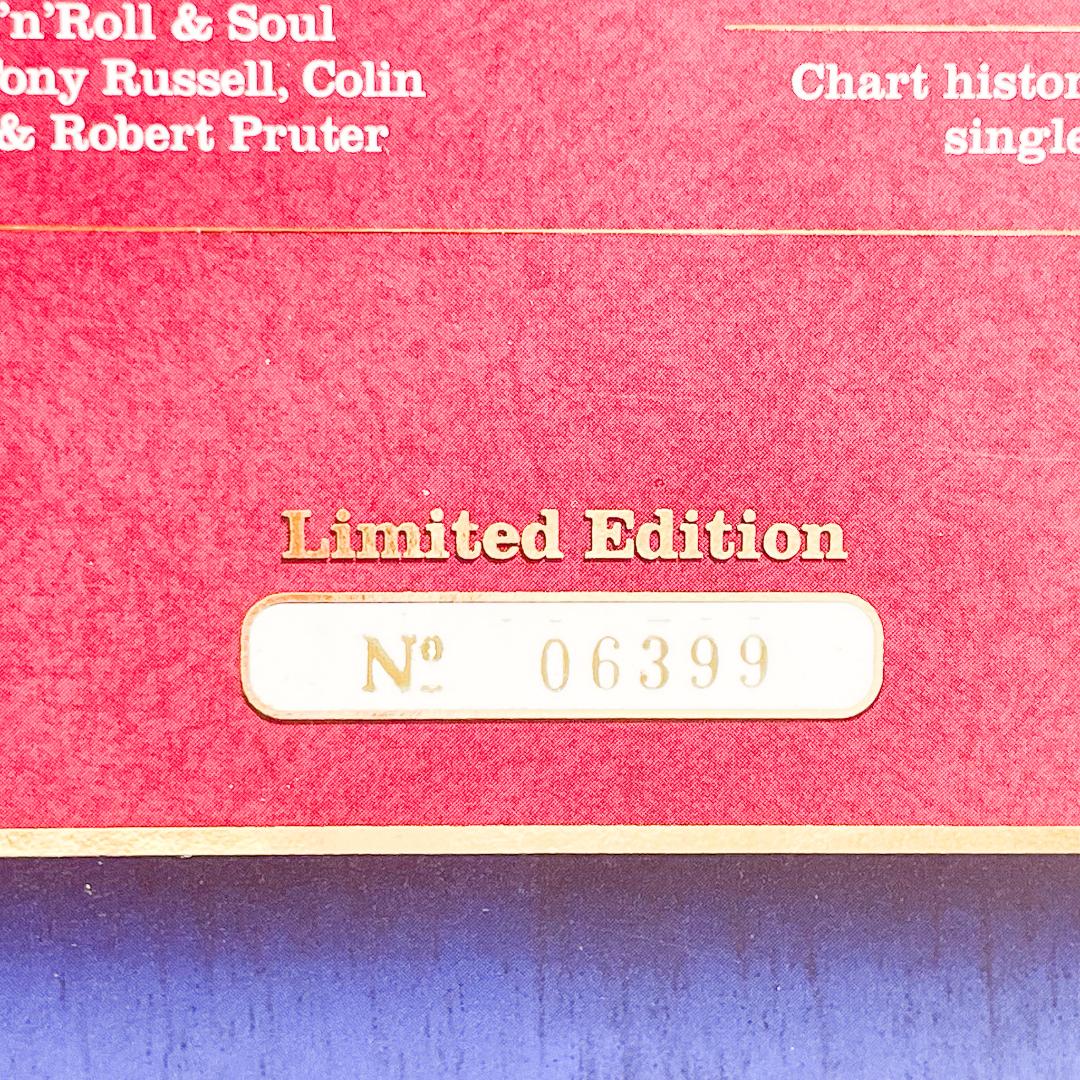 'n'Roll & Soul
Tony Russell, Colin
& Robert Pruter
Chart histor
single
Limited Edition
Nº 06399